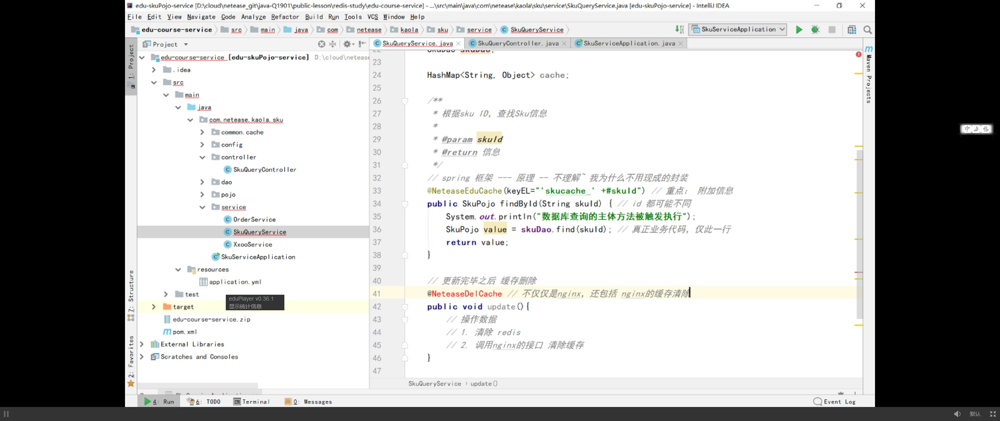 edu-skuPojo-service [D:\cloud\netease_git\java-Q1901\public-lesson\redis-study\edu-course-service] - ...\src\main\java\com\netease\kaola\sku\service\SkuQueryService.java [edu-skuPojo-service] - IntelliJ IDEA
File Edit View Navigate Code Analyze Refactor Build Run Tools VCS Window Help
edu-course-service src main java com netease kaola sku service SkuQueryService
SkuServiceApplication
Project
SkuQueryService.java SkuQueryController.java SkuServiceApplication.java
1: Project
7: Structure
2: Favorites
edu-course-service [edu-skuPojo-service] D:\cloud\netease
.idea
src
main
java
com.netease.kaola.sku
common.cache
config
controller
SkuQueryController
dao
pojo
service
OrderService
SkuQueryService
XxooService
SkuServiceApplication
resources
application.yml
test
target
edu-course-service.zip
pom.xml
External Libraries
Scratches and Consoles
eduPlayer v0.36.1
显示统计信息
22 SkuDao skuDao;
23
24 HashMap<String, Object> cache;
25
26 /**
27 * 根据sku ID, 查找Sku信息
28 *
29 * @param skuId
30 * @return 信息
31 */
32 // spring 框架 --- 原理 -- 不理解~ 我为什么不用现成的封装
33 @NeteaseEduCache(keyEL="'skucache_' +#skuId") // 重点： 附加信息
34 public SkuPojo findById(String skuId) { // id 都可能不同
35 System.out.println("数据库查询的主体方法被触发执行");
36 SkuPojo value = skuDao.find(skuId); // 真正业务代码, 仅此一行
37 return value;
38 }
39
40 // 更新完毕之后 缓存删除
41 @NeteaseDelCache // 不仅仅是nginx, 还包括 nginx的缓存清除
42 public void update(){
43 // 操作数据
44 // 1. 清除 redis
45 // 2. 调用nginx的接口 清除缓存
46 }
47
SkuQueryService › update()
Maven Projects
中
4: Run 6: TODO Terminal 0: Messages
Event Log
默认